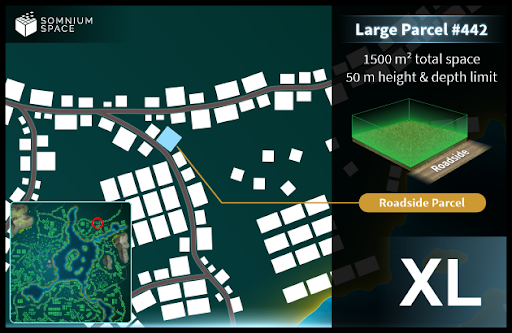 SOMNIUM
SPACE
Large Parcel #442
1500 m² total space
50 m height & depth limit
Roadside
Roadside Parcel
XL